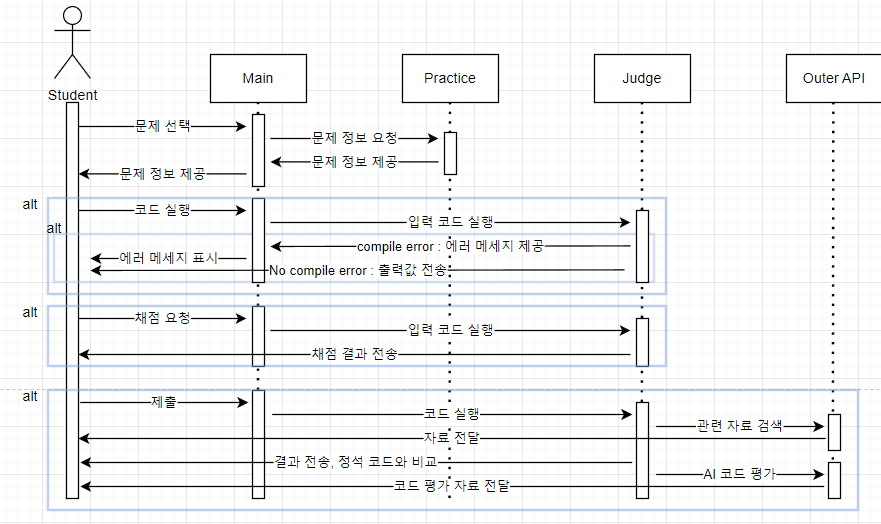 Student
Main
Practice
Judge
Outer API
문제 선택
문제 정보 요청
문제 정보 제공
문제 정보 제공
alt
코드 실행
입력 코드 실행
alt
compile error : 에러 메세지 제공
에러 메세지 표시
No compile error : 출력값 전송
alt
채점 요청
입력 코드 실행
채점 결과 전송
alt
제출
코드 실행
관련 자료 검색
자료 전달
결과 전송, 정석 코드와 비교
AI 코드 평가
코드 평가 자료 전달